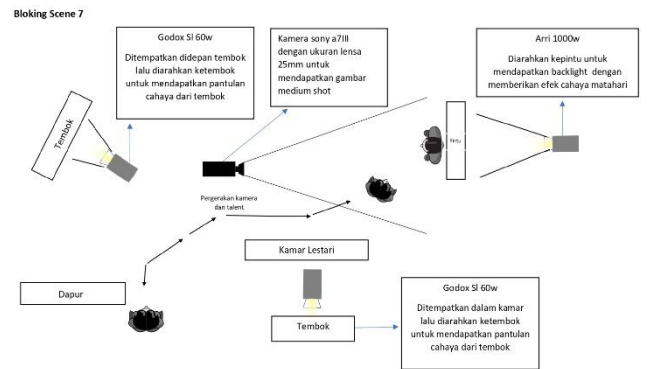 Bloking Scene 7
Godox Sl 60w
Ditempatkan didepan tembok
lalu diarahkan ketembok
untuk mendapatkan pantulan
cahaya dari tembok
Kamera sony a7III
dengan ukuran lensa
25mm untuk
mendapatkan gambar
medium shot
Arri 1000w
Diarahkan kepintu untuk
mendapatkan backlight dengan
memberikan efek cahaya matahari
Tembok
Pintu
Pergerakan kamera
dan talent
Kamar Lestari
Dapur
Tembok
Godox Sl 60w
Ditempatkan dalam kamar
lalu diarahkan ketembok
untuk mendapatkan pantulan
cahaya dari tembok